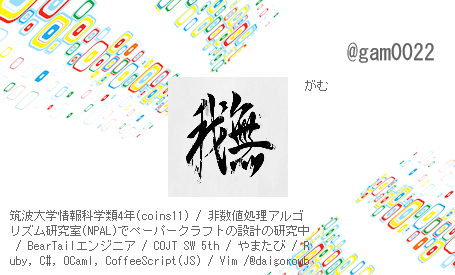 @gam0022
がむ
我無
筑波大学情報科学類4年(coins11) / 非数値処理アルゴ
リズム研究室(NPAL)でペーパークラフトの設計の研究中
/ BearTailエンジニア / COJT SW 5th / やまたび / R
uby, C#, OCaml, CoffeeScript(JS) / Vim /@daigoroub